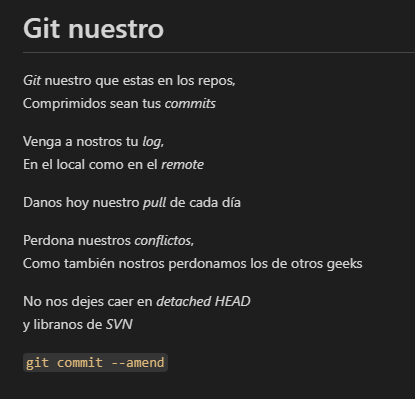 Git nuestro
Git nuestro que estas en los repos,
Comprimidos sean tus commits
Venga a nostros tu log,
En el local como en el remote
Danos hoy nuestro pull de cada día
Perdona nuestros conflictos,
Como también nostros perdonamos los de otros geeks
No nos dejes caer en detached HEAD
y libranos de SVN
git commit --amend